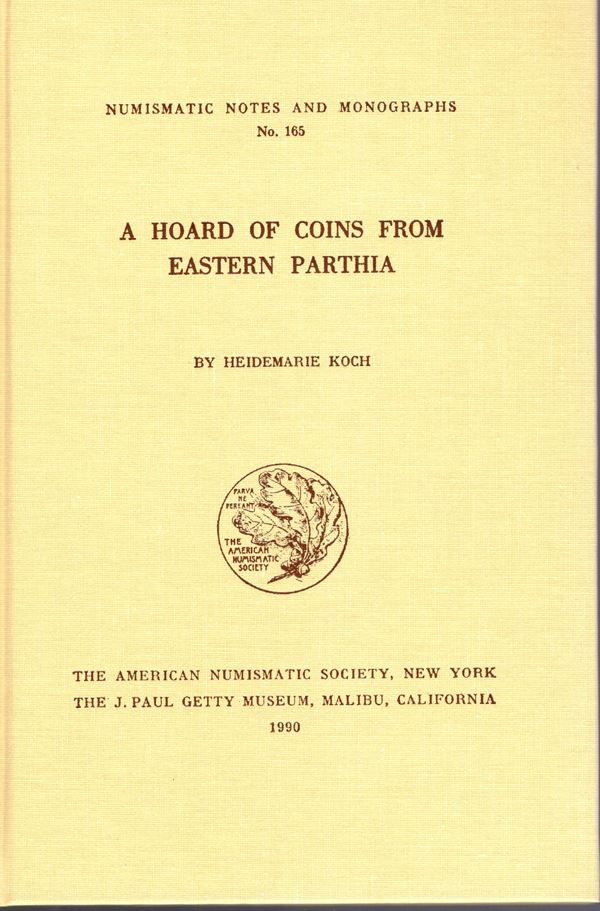 NUMISMATIC NOTES AND MONOGRAPHS
No. 165
A HOARD OF COINS FROM
EASTERN PARTHIA
BY HEIDEMARIE KOCH
PARVA
NE
PEREANT
THE
AMERICAN
NUMISMATIC
SOCIETY
THE AMERICAN NUMISMATIC SOCIETY, NEW YORK
THE J. PAUL GETTY MUSEUM, MALIBU, CALIFORNIA
1990